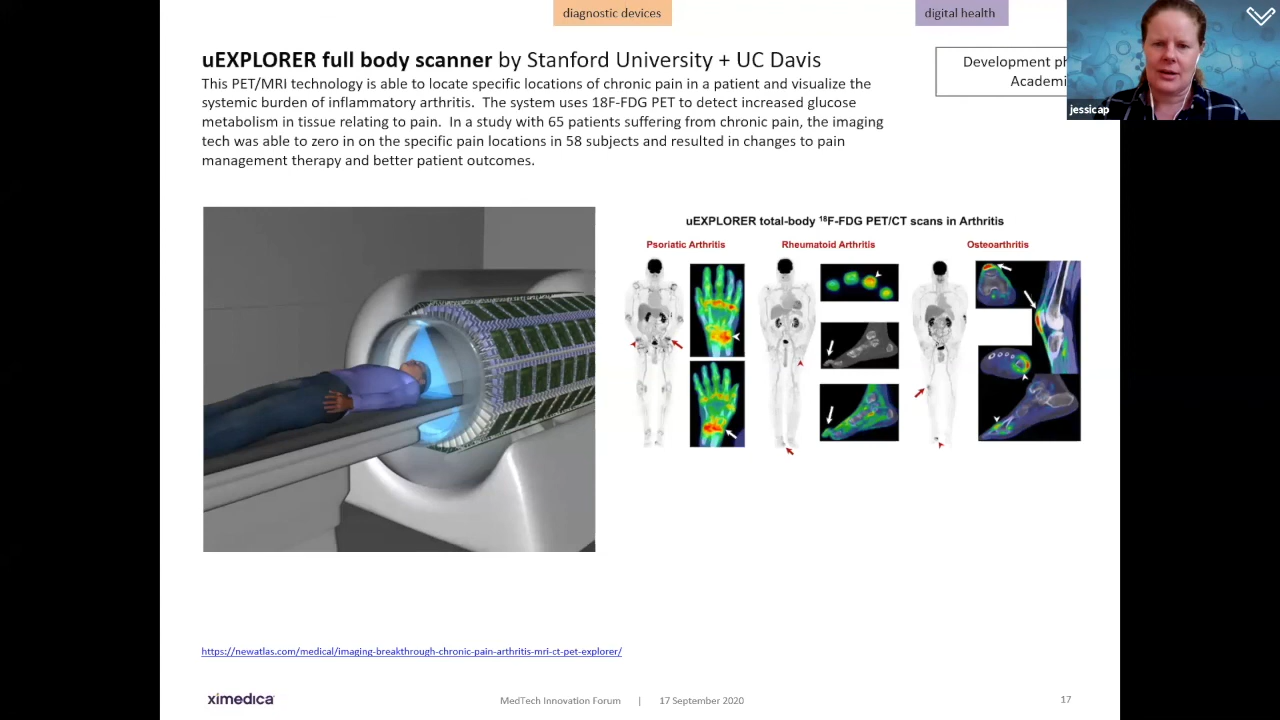 diagnostic devices
digital health
uEXPLORER full body scanner by Stanford University + UC Davis
This PET/MRI technology is able to locate specific locations of chronic pain in a patient and visualize the
systemic burden of inflammatory arthritis.  The system uses 18F-FDG PET to detect increased glucose
metabolism in tissue relating to pain.  In a study with 65 patients suffering from chronic pain, the imaging
tech was able to zero in on the specific pain locations in 58 subjects and resulted in changes to pain
management therapy and better patient outcomes.
Development ph
Academi
jessicap
uEXPLORER total-body ¹⁸F-FDG PET/CT scans in Arthritis
Psoriatic Arthritis
Rheumatoid Arthritis
Osteoarthritis
https://newatlas.com/medical/imaging-breakthrough-chronic-pain-arthritis-mri-ct-pet-explorer/
ximedica
MedTech Innovation Forum | 17 September 2020
17